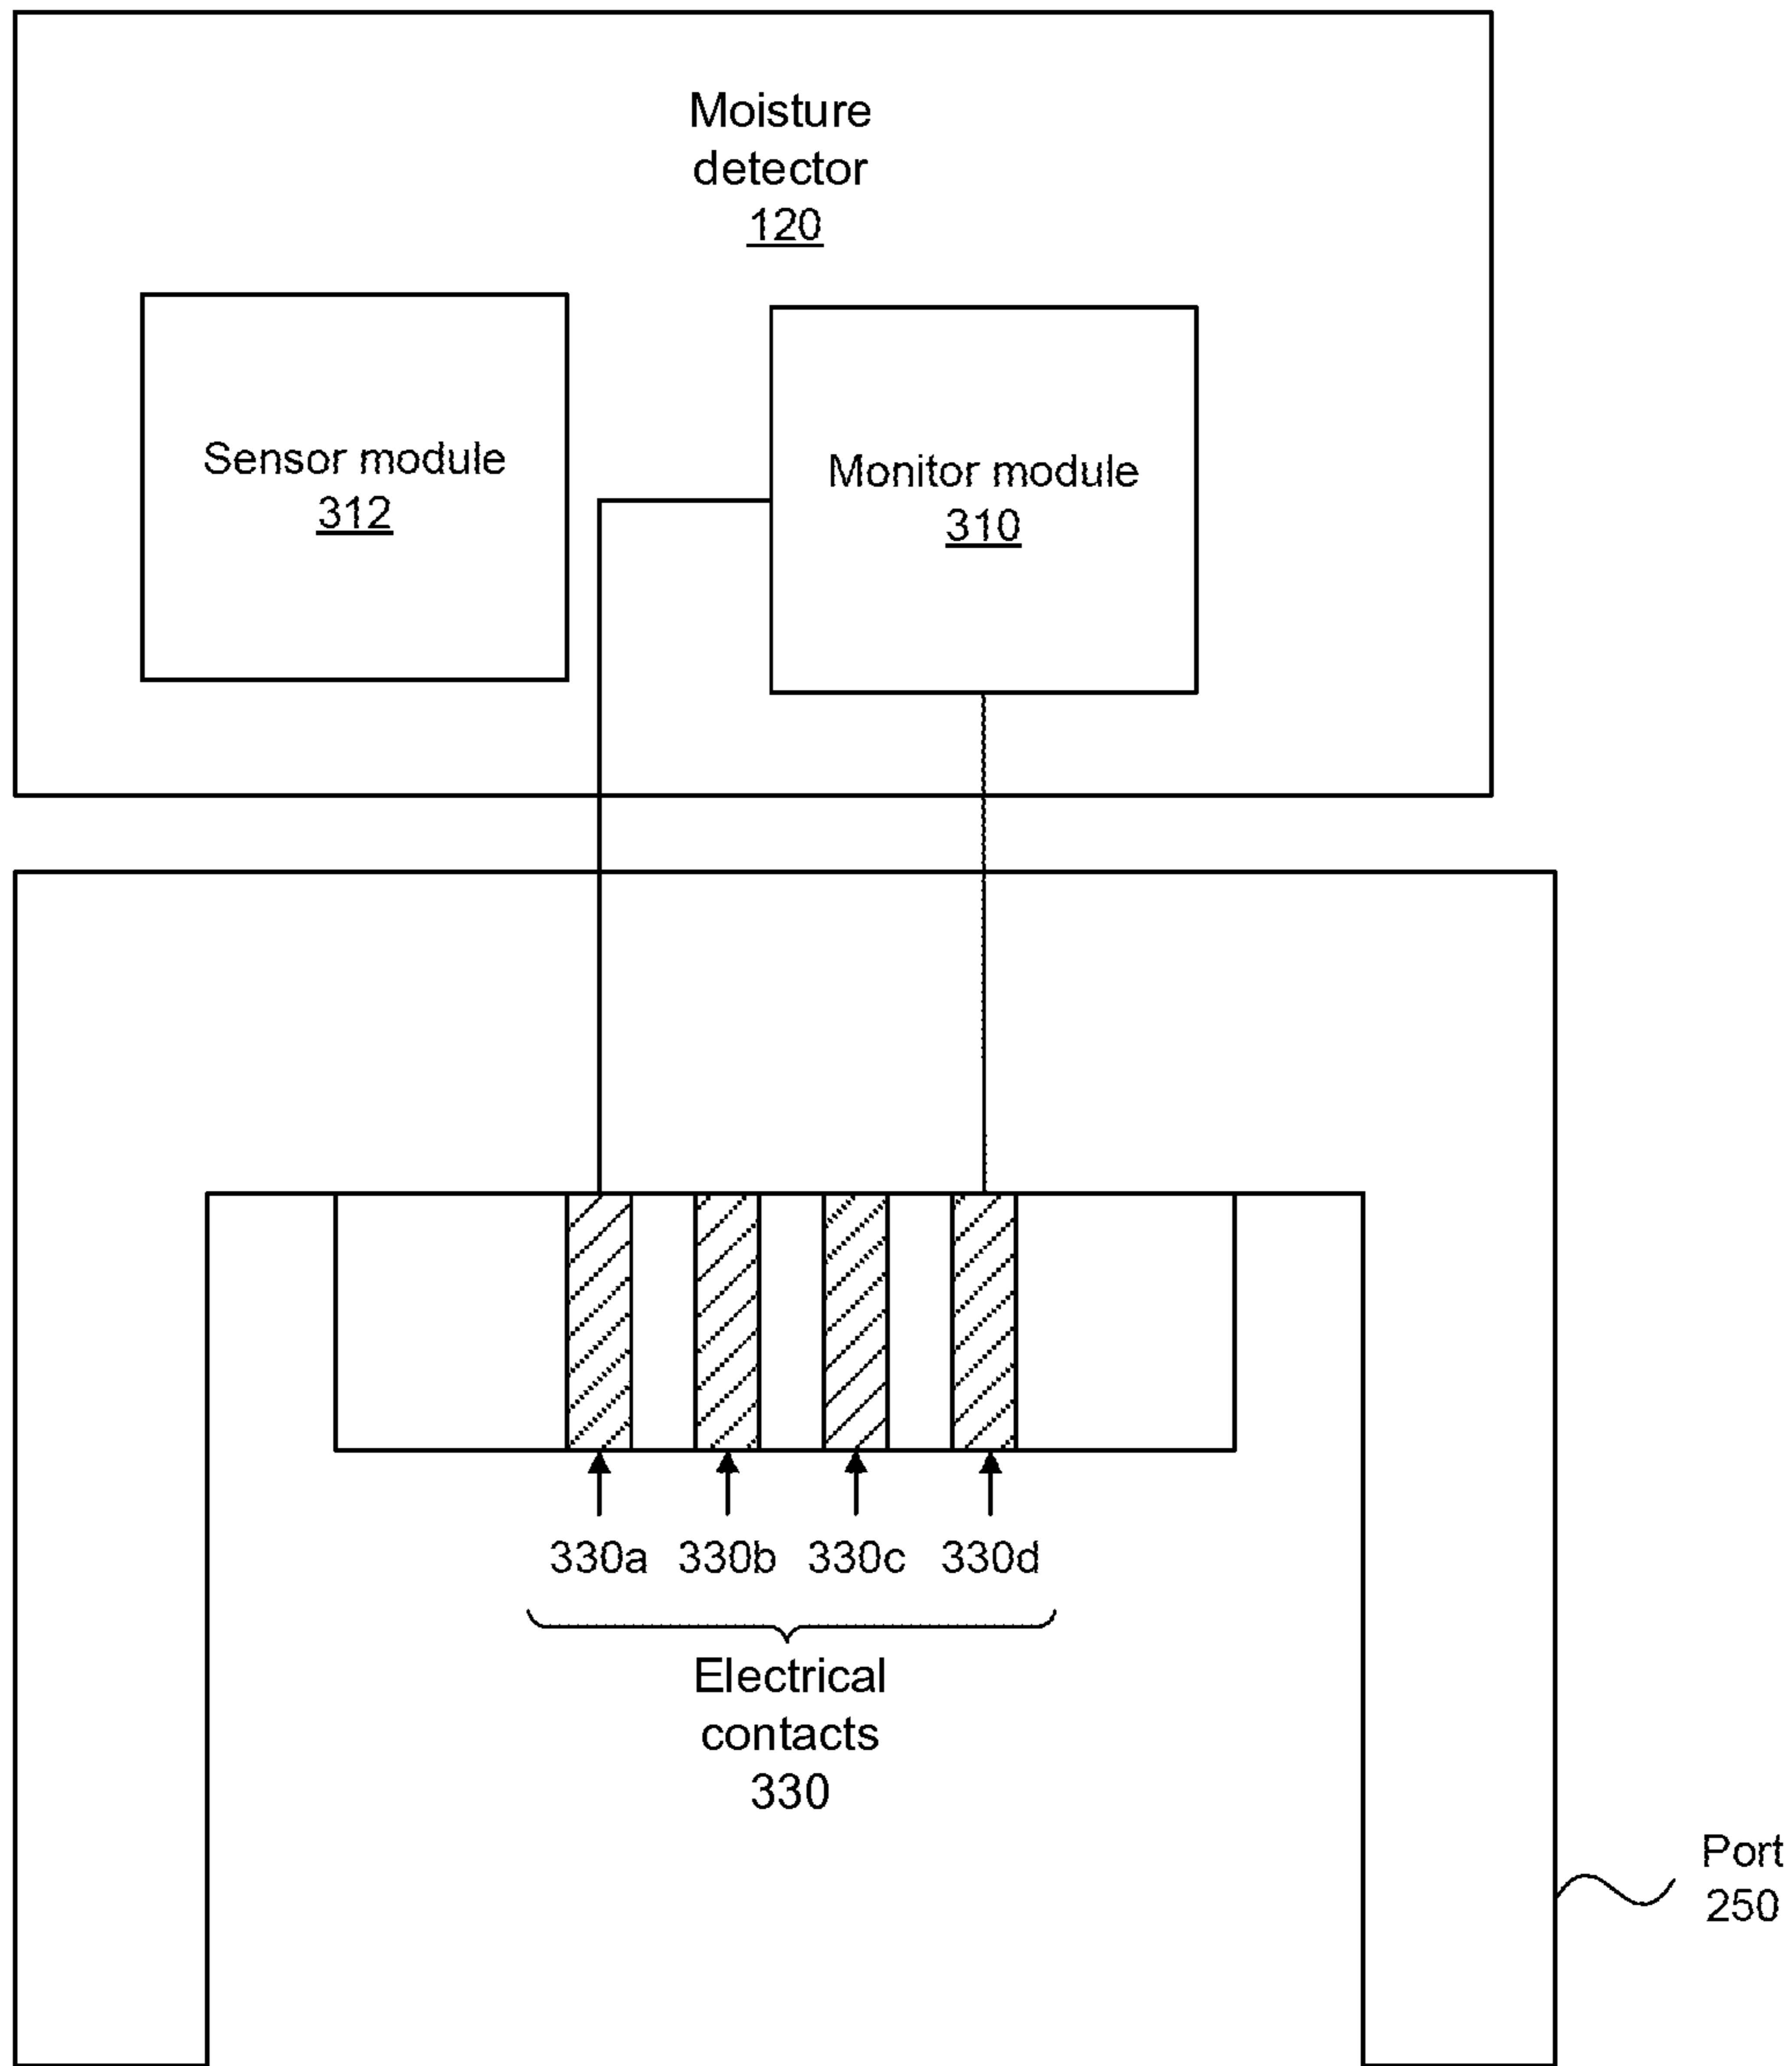 Moisture
detector
120
Sensor module
312
Monitor module
310
330a 330b 330c 330d
Electrical
contacts
330
Port
250